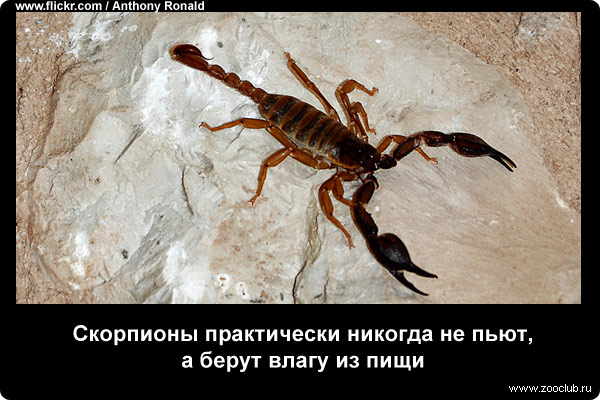 www.flickr.com / Anthony Ronald
Скорпионы практически никогда не пьют,
а берут влагу из пищи
www.zooclub.ru